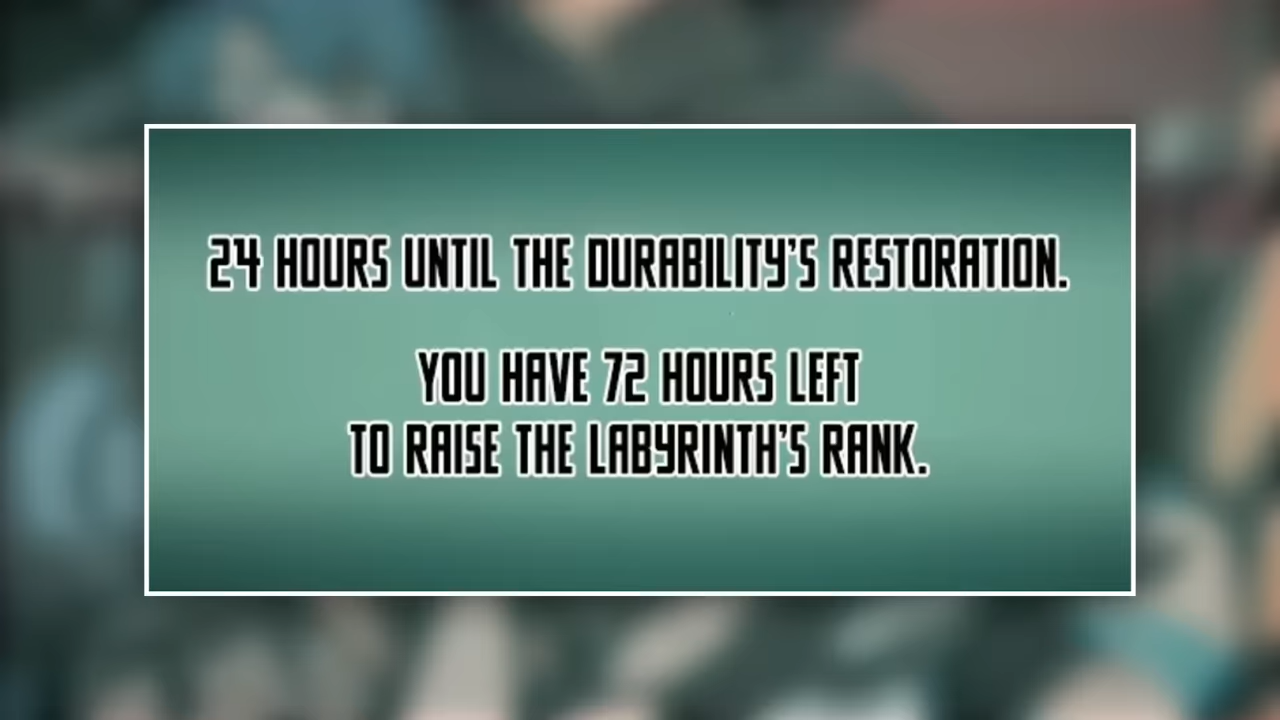 24 HOURS UNTIL THE DURABILITY'S RESTORATION.
YOU HAVE 72 HOURS LEFT
TO RAISE THE LABYRINTH'S RANK.